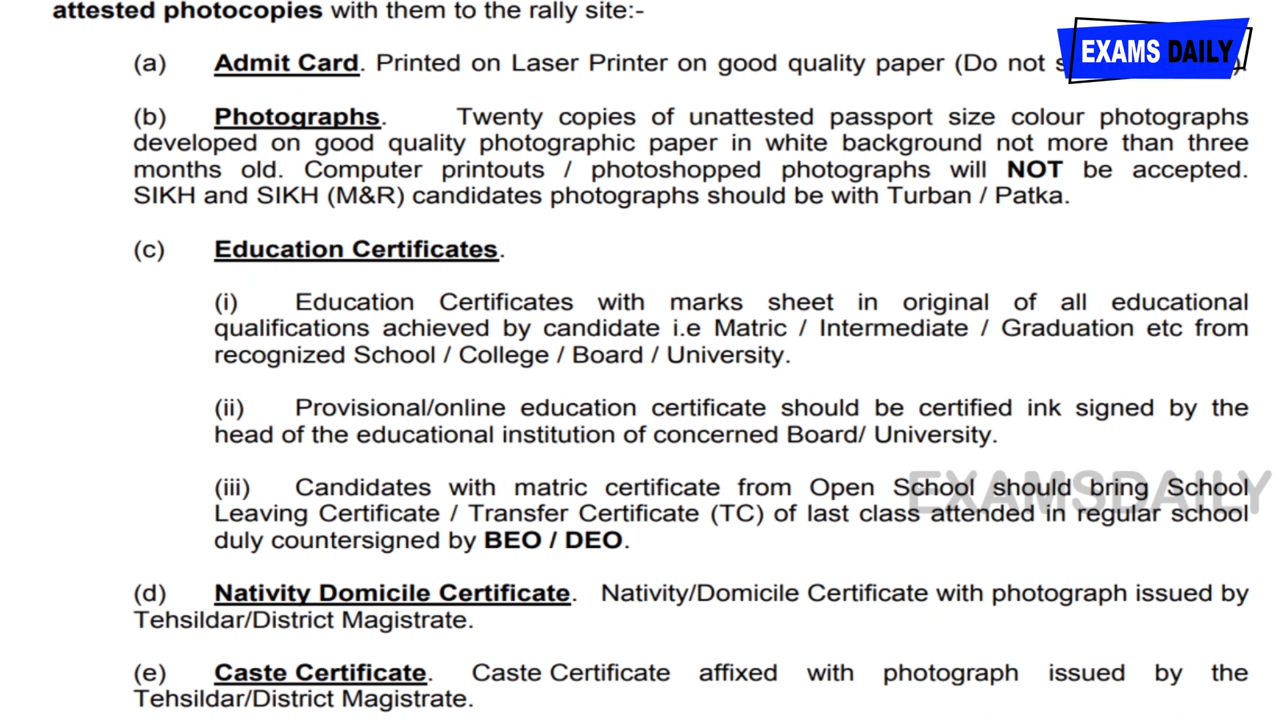 attested photocopies with them to the rally site:-
EXAMS DAILY
(a) Admit Card. Printed on Laser Printer on good quality paper (Do not
(b) Photographs. Twenty copies of unattested passport size colour photographs
developed on good quality photographic paper in white background not more than three
months old. Computer printouts / photoshopped photographs will NOT be accepted.
SIKH and SIKH (M&R) candidates photographs should be with Turban / Patka.
(c) Education Certificates.
(i) Education Certificates with marks sheet in original of all educational
qualifications achieved by candidate i.e Matric / Intermediate / Graduation etc from
recognized School / College / Board / University.
(ii) Provisional/online education certificate should be certified ink signed by the
head of the educational institution of concerned Board/ University.
EXAMSDAILY
(iii) Candidates with matric certificate from Open School should bring School
Leaving Certificate / Transfer Certificate (TC) of last class attended in regular school
duly countersigned by BEO / DEO.
(d) Nativity Domicile Certificate. Nativity/Domicile Certificate with photograph issued by
Tehsildar/District Magistrate.
(e) Caste Certificate. Caste Certificate affixed with photograph issued by the
Tehsildar/District Magistrate.